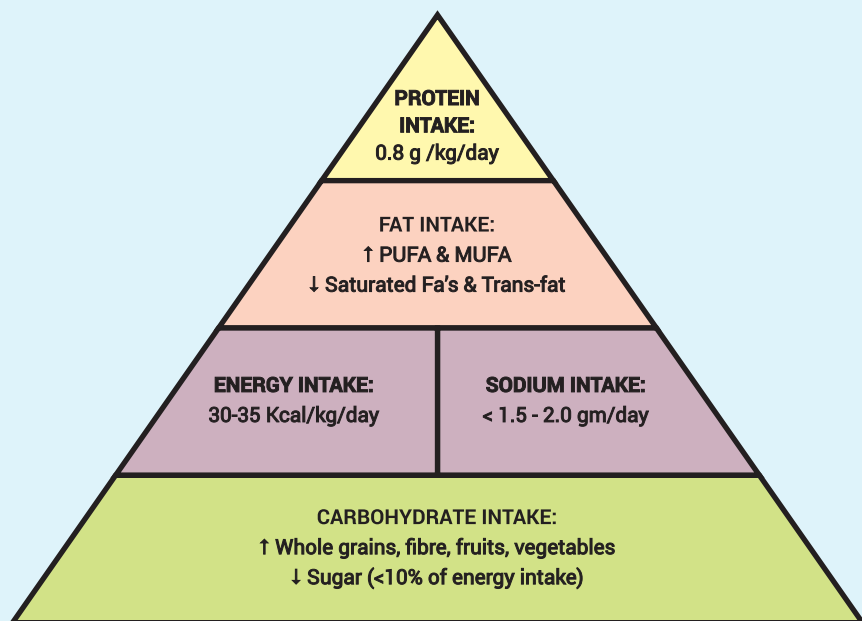 PROTEIN
INTAKE:
0.8 g /kg/day
FAT INTAKE:
↑ PUFA & MUFA
↓ Saturated Fa's & Trans-fat
ENERGY INTAKE:
30-35 Kcal/kg/day
SODIUM INTAKE:
< 1.5 - 2.0 gm/day
CARBOHYDRATE INTAKE:
↑ Whole grains, fibre, fruits, vegetables
↓ Sugar (<10% of energy intake)